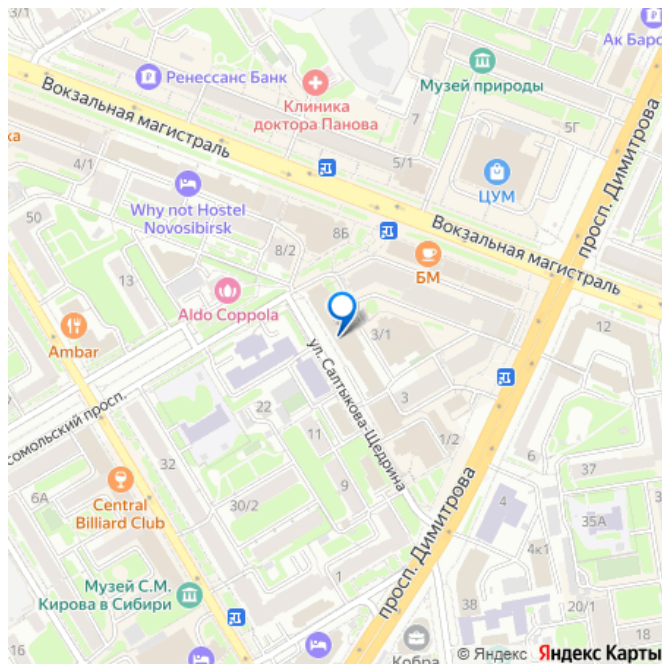 Ак Барс
Ренессанс Банк
Музей природы
Клиника
доктора Панова
Вокзальная магистраль
7
5Г
ка
4/1
5/1
ЦУМ
просп. Димитрова
Why not Hostel
Novosibirsk
50
8Б
8/2
Вокзальная магистраль
13
БМ
Aldo Coppola
3/1
12
Ambar
ул. Салтыкова-Щедрина
сомольский просп.
22
3
11
1/2
32
6
37
6А
9
30/2
4
Central
Billiard Club
просп. Димитрова
35А
4к1
1
Музей С.М.
Кирова в Сибири
38
38
20/1
18
Кобра
© Яндекс Яндекс Карты